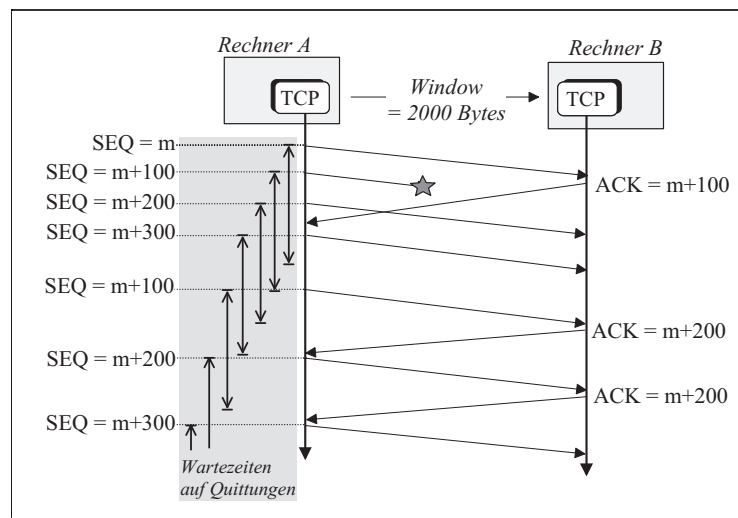 Rechner A
Rechner B
TCP
Window
= 2000 Bytes
TCP
SEQ = m
SEQ = m+100
SEQ = m+200
SEQ = m+300
SEQ = m+100
SEQ = m+200
SEQ = m+300
ACK = m+100
ACK = m+200
ACK = m+200
Wartezeiten
auf Quittungen